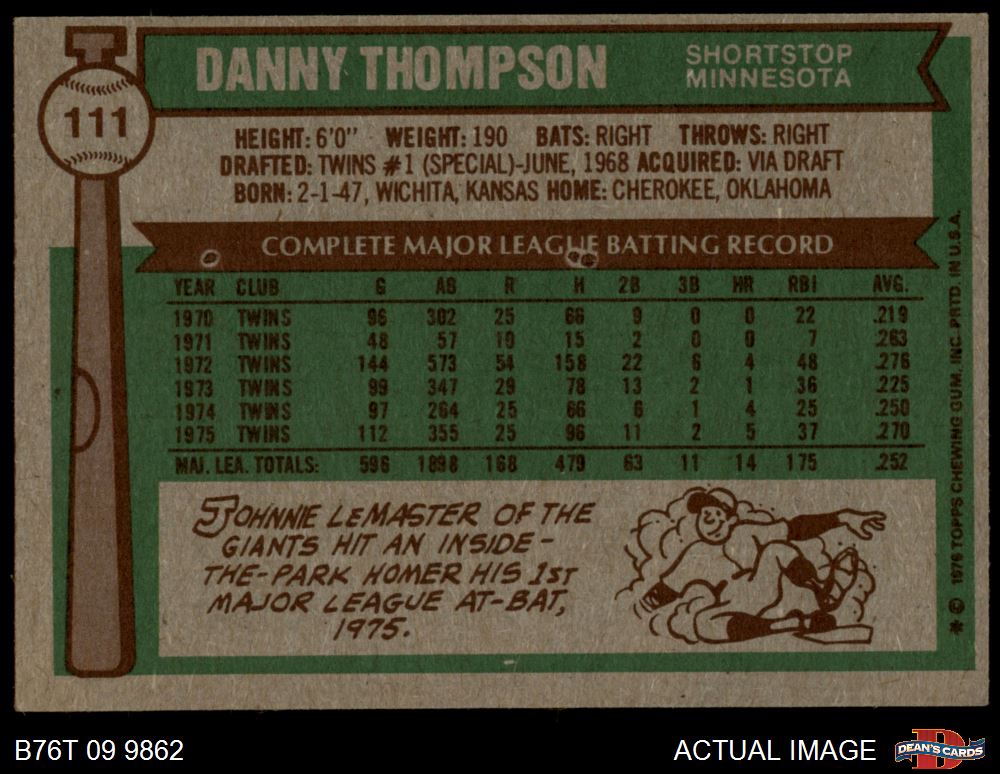 DANNY THOMPSON
SHORTSTOP
MINNESOTA
111
HEIGHT: 6'0" WEIGHT: 190 BATS: RIGHT THROWS: RIGHT
DRAFTED: TWINS #1 (SPECIAL)-JUNE, 1968 ACQUIRED: VIA DRAFT
BORN: 2-1-47, WICHITA, KANSAS HOME: CHEROKEE, OKLAHOMA
COMPLETE MAJOR LEAGUE BATTING RECORD
YEAR CLUB G AB R H 2B 3B HR RBI AVG.
1970 TWINS 96 302 25 66 9 0 0 22 .219
1971 TWINS 48 57 10 15 2 0 0 7 .263
1972 TWINS 144 573 54 158 22 6 4 48 .276
1973 TWINS 99 347 29 78 13 2 1 36 .225
1974 TWINS 97 264 25 66 6 1 4 25 .250
1975 TWINS 112 355 25 96 11 2 5 37 .270
MAJ. LEA. TOTALS: 596 1898 168 479 63 11 14 175 .252
JOHNNIE LEMASTER OF THE
GIANTS HIT AN INSIDE-
THE-PARK HOMER HIS 1ST
MAJOR LEAGUE AT-BAT,
1975.
* © 1976 TOPPS CHEWING GUM, INC. PRTD. IN U.S.A.
B76T 09 9862
ACTUAL IMAGE
DEAN'S CARDS